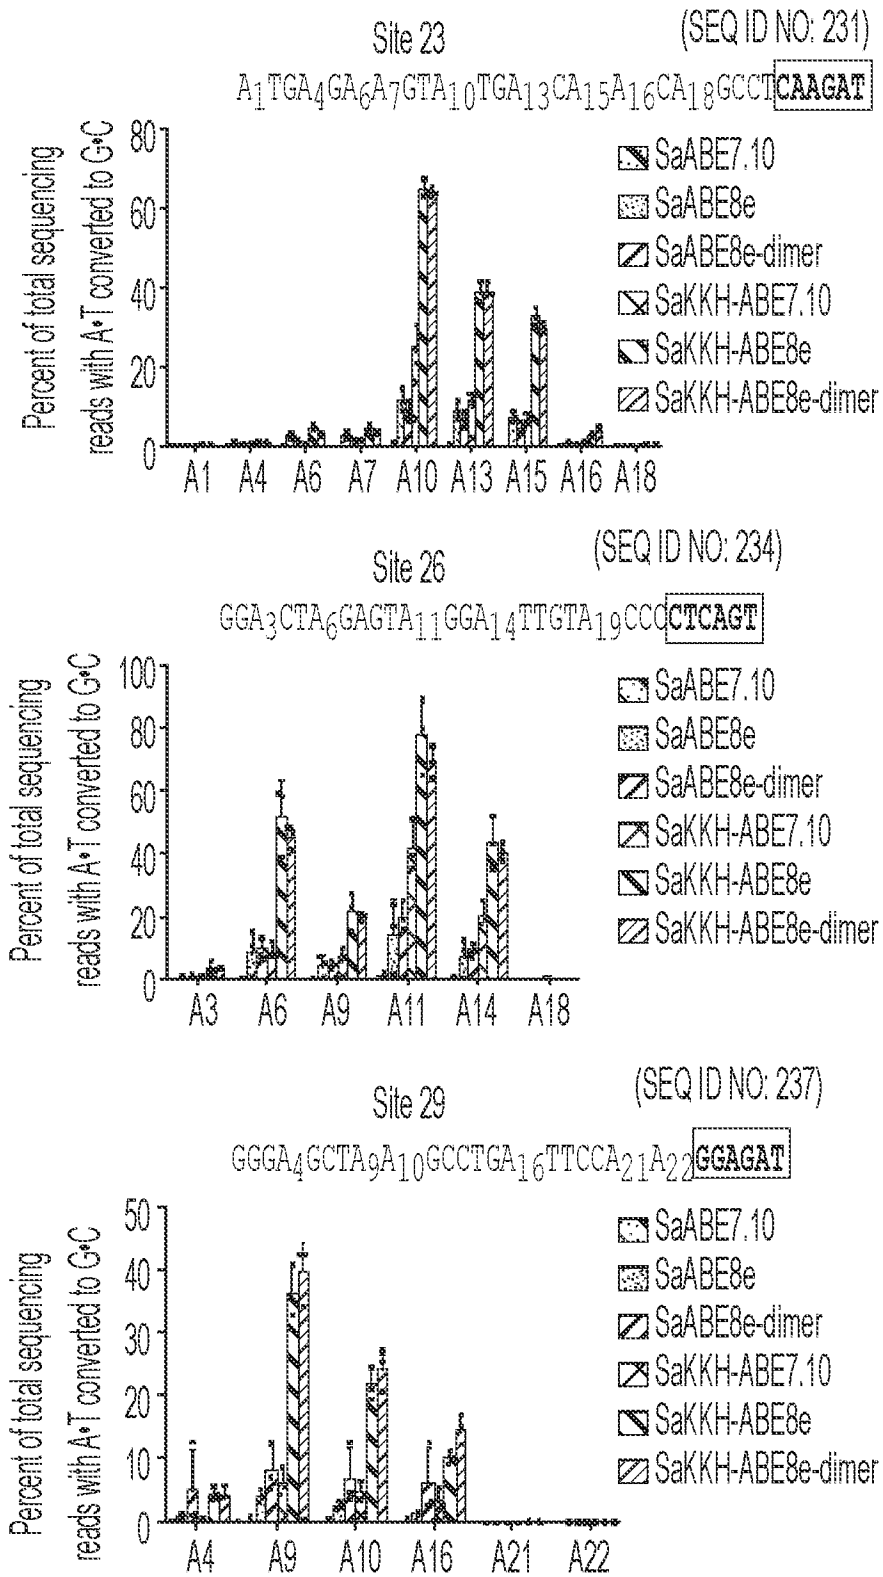 Site 23
(SEQ ID NO: 231)
A1TGA4GA6A7GTA10TGA13CA15A16CA18GCCTCAAGAT
Percent of total sequencing
reads with A•T converted to G•C
80
60
40
20
0
A1 A4 A6 A7 A10 A13 A15 A16 A18
SaABE7.10
SaABE8e
SaABE8e-dimer
SaKKH-ABE7.10
SaKKH-ABE8e
SaKKH-ABE8e-dimer
Site 26
(SEQ ID NO: 234)
GGA3CTA6GAGTA11GGA14TTGTA19CCCCTCAGT
Percent of total sequencing
reads with A•T converted to G•C
100
80
60
40
20
0
A3 A6 A9 A11 A14 A18
SaABE7.10
SaABE8e
SaABE8e-dimer
SaKKH-ABE7.10
SaKKH-ABE8e
SaKKH-ABE8e-dimer
Site 29
(SEQ ID NO: 237)
GGGA4GCTA9A10GCCTGA16TTCCA21A22GGAGAT
Percent of total sequencing
reads with A•T converted to G•C
50
40
30
20
10
0
A4 A9 A10 A16 A21 A22
SaABE7.10
SaABE8e
SaABE8e-dimer
SaKKH-ABE7.10
SaKKH-ABE8e
SaKKH-ABE8e-dimer